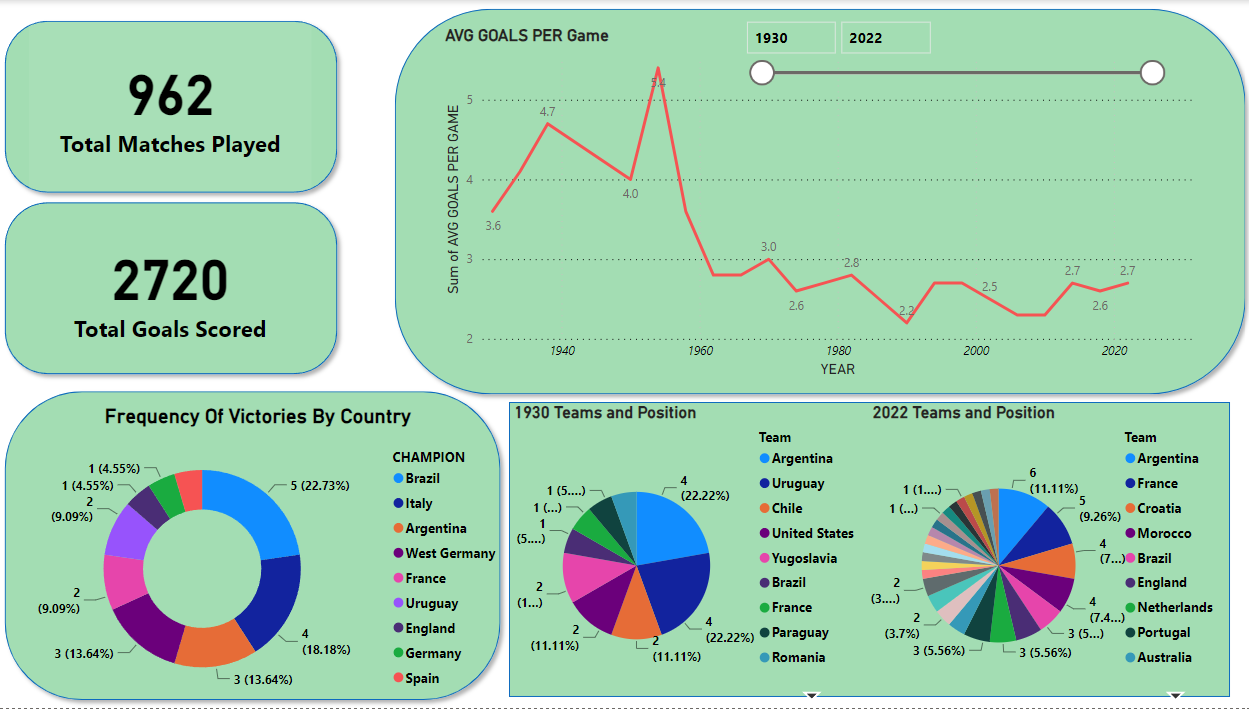 962
Total Matches Played
2720
Total Goals Scored
AVG GOALS PER Game
1930
2022
Sum of AVG GOALS PER GAME
5
4
3
2
3.6
4.7
4.0
5.4
3.0
2.6
2.8
2.2
2.5
2.7
2.6
2.7
1940
1960
1980
2000
2020
YEAR
Frequency Of Victories By Country
5 (22.73%)
4
(18.18%)
3 (13.64%)
3 (13.64%)
2
(9.09%)
2
(9.09%)
1 (4.55%)
1 (4.55%)
CHAMPION
Brazil
Italy
Argentina
West Germany
France
Uruguay
England
Germany
Spain
1930 Teams and Position
4
(22.22%)
4
(22.22%)
2
(11.11%)
2
(11.11%)
2
(1...)
1
(5....)
1 (...)
1 (5....)
Team
Argentina
Uruguay
Chile
United States
Yugoslavia
Brazil
France
Paraguay
Romania
2022 Teams and Position
6
(11.11%)
5
(9.26%)
4
(7...)
4
(7.4...)
3 (5...)
3 (5.56%)
3 (5.56%)
2
(3.7%)
2
(3....)
1 (...)
1 (1....)
Team
Argentina
France
Croatia
Morocco
Brazil
England
Netherlands
Portugal
Australia